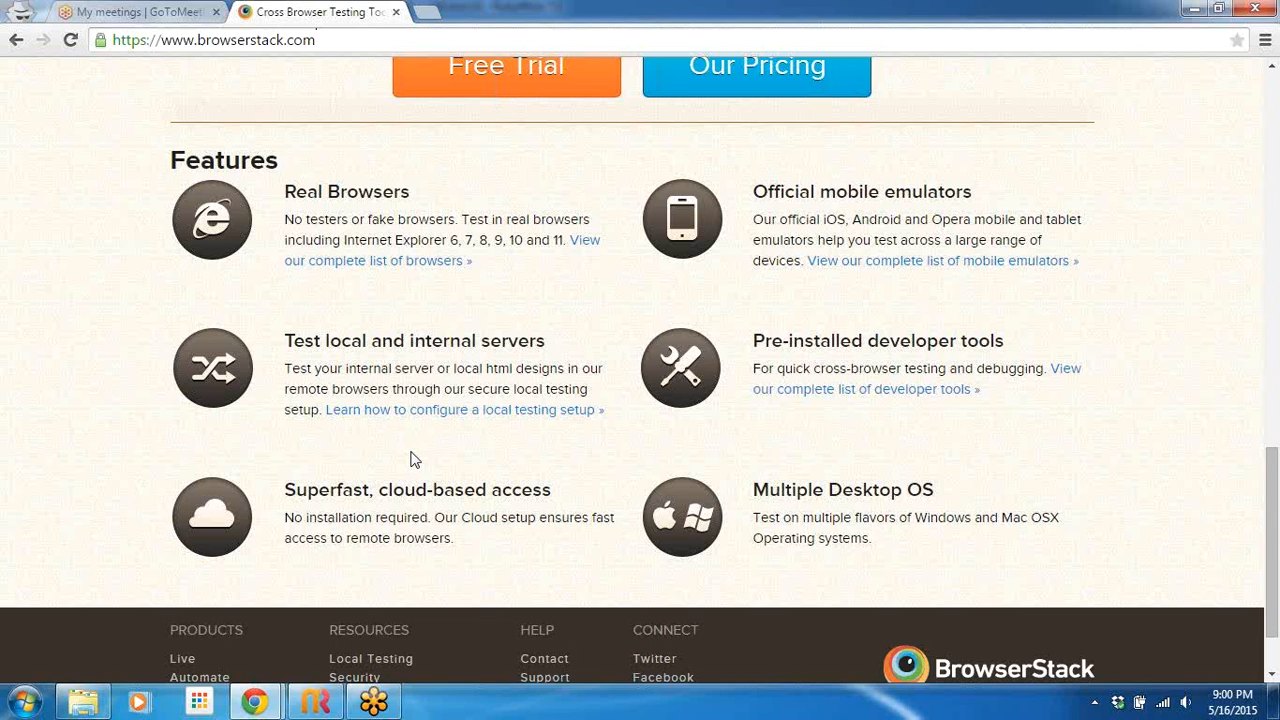 My meetings | GoToMeeti
Cross Browser Testing Too
https://www.browserstack.com
Free Trial
Our Pricing
Features
Real Browsers
No testers or fake browsers. Test in real browsers
including Internet Explorer 6, 7, 8, 9, 10 and 11. View
our complete list of browsers »
Official mobile emulators
Our official iOS, Android and Opera mobile and tablet
emulators help you test across a large range of
devices. View our complete list of mobile emulators »
Test local and internal servers
Test your internal server or local html designs in our
remote browsers through our secure local testing
setup. Learn how to configure a local testing setup »
Pre-installed developer tools
For quick cross-browser testing and debugging. View
our complete list of developer tools »
Superfast, cloud-based access
No installation required. Our Cloud setup ensures fast
access to remote browsers.
Multiple Desktop OS
Test on multiple flavors of Windows and Mac OSX
Operating systems.
PRODUCTS
Live
Automate
RESOURCES
Local Testing
Security
HELP
Contact
Support
CONNECT
Twitter
Facebook
BrowserStack
9:00 PM
5/16/2015